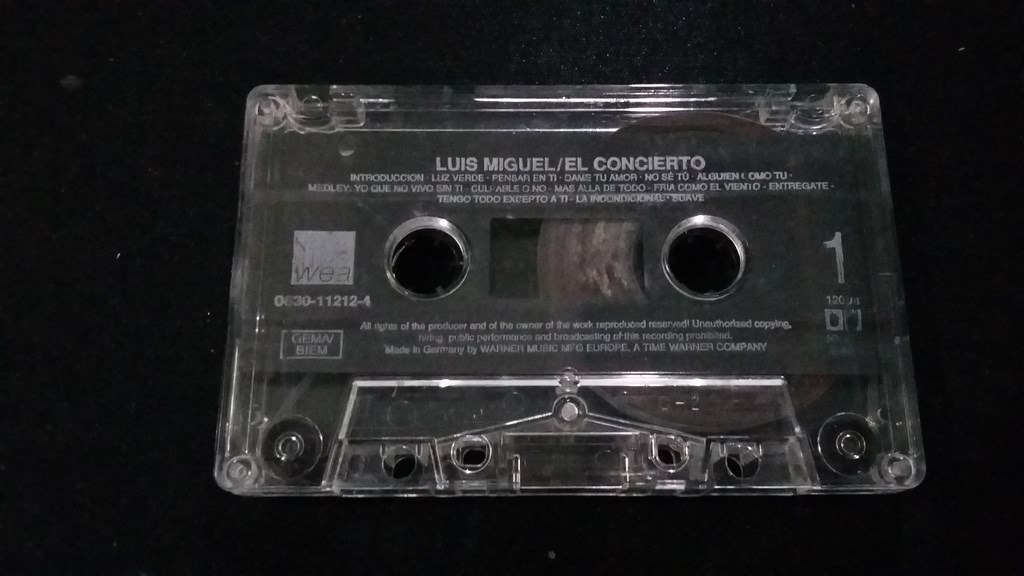 LUIS MIGUEL/EL CONCIERTO
INTRODUCCION - LUZ VERDE - PENSAR EN TI - DAME TU AMOR - NO SÉ TÚ - ALGUIEN COMO TU -
MEDLEY: YO QUE NO VIVO SIN TI - CULPABLE O NO - MAS ALLA DE TODO - FRIA COMO EL VIENTO - ENTREGATE -
TENGO TODO EXCEPTO A TI - LA INCONDICIONAL - SUAVE
wea
0630-11212-4
1
120 µs
GEMA/
BIEM
All rights of the producer and of the owner of the work reproduced reserved! Unauthorized copying,
hiring, public performance and broadcasting of this recording prohibited.
Made in Germany by WARNER MUSIC MFG EUROPE. A TIME WARNER COMPANY